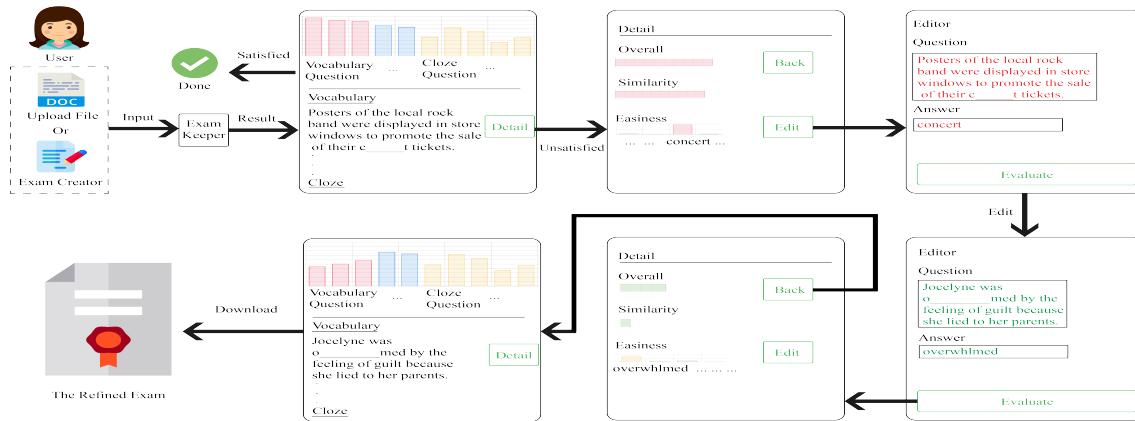 User
DOC
Upload File
Or
Exam Creator
Input
Exam
Keeper
Satisfied
Done
Result
Vocabulary
Question
...
Cloze
Question
...
Vocabulary
Posters of the local rock
band were displayed in store
windows to promote the sale
of their c______t tickets.
.
.
.
Cloze
Detail
Unsatisfied
Detail
Overall
Similarity
Easiness
... ... concert ...
Back
Edit
Editor
Question
Posters of the local rock
band were displayed in store
windows to promote the sale
of their c______t tickets.
Answer
concert
Evaluate
Edit
Editor
Question
Jocelyne was
o__________med by the
feeling of guilt because
she lied to her parents.
Answer
overwhlmed
Evaluate
Detail
Overall
Similarity
Easiness
overwhlmed ... ... ...
Back
Edit
Vocabulary
Question
...
Cloze
Question
...
Vocabulary
Jocelyne was
o__________med by the
feeling of guilt because
she lied to her parents.
.
.
Cloze
Detail
Download
The Refined Exam